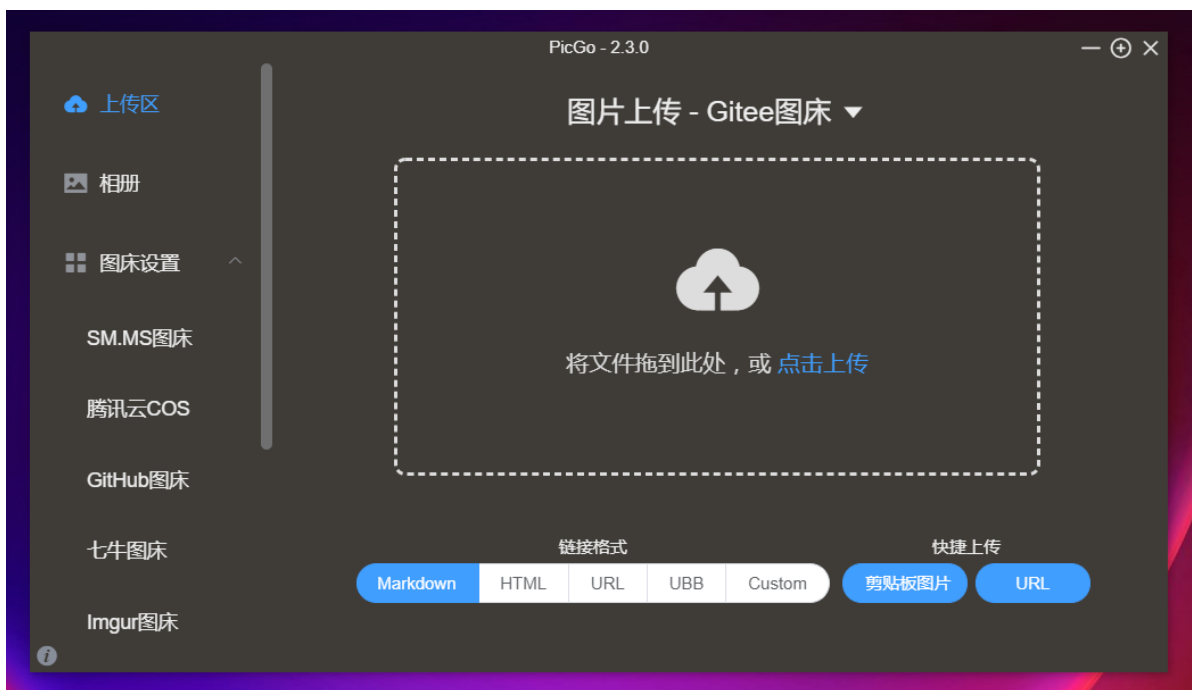 PicGo - 2.3.0
上传区
相册
图床设置
SM.MS图床
腾讯云COS
GitHub图床
七牛图床
Imgur图床
图片上传 - Gitee图床
将文件拖到此处，或 点击上传
链接格式
Markdown HTML URL UBB Custom
快捷上传
剪贴板图片 URL